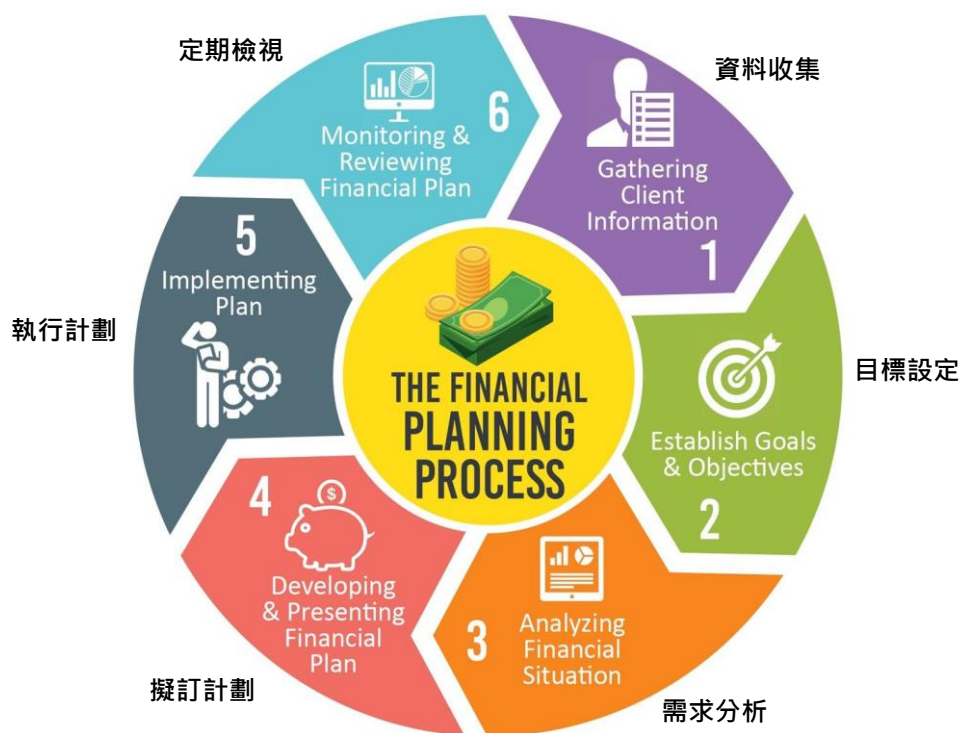 定期檢視
資料收集
6
Monitoring &
Reviewing
Financial Plan
Gathering
Client
Information
1
5
Implementing
Plan
執行計劃
THE FINANCIAL
PLANNING
PROCESS
目標設定
Establish Goals
& Objectives
2
4
$
Developing
& Presenting
Financial
Plan
3
Analyzing
Financial
Situation
擬訂計劃
需求分析